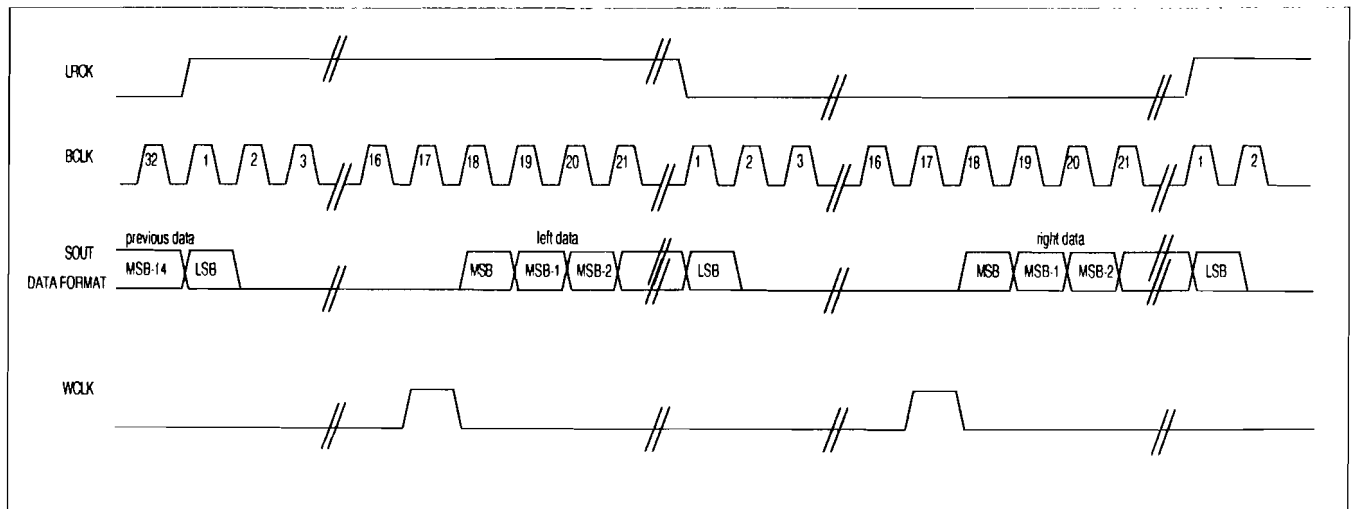 LRCK
BCLK 32 1 2 3 16 17 18 19 20 21 1 2 3 16 17 18 19 20 21 1 2
previous data left data right data
SOUT
DATA FORMAT MSB-14 LSB MSB MSB-1 MSB-2 LSB MSB MSB-1 MSB-2 LSB
WCLK